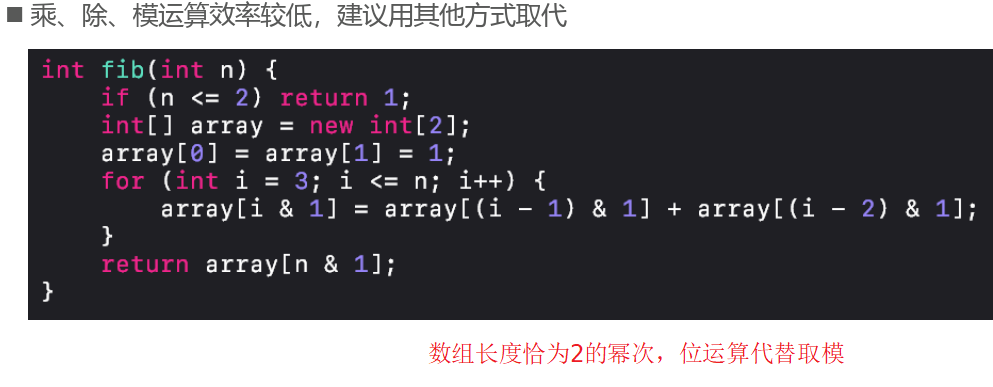 ■ 乘、除、模运算效率较低，建议用其他方式取代
int fib(int n) {
    if (n <= 2) return 1;
    int[] array = new int[2];
    array[0] = array[1] = 1;
    for (int i = 3; i <= n; i++) {
        array[i & 1] = array[(i - 1) & 1] + array[(i - 2) & 1];
    }
    return array[n & 1];
}
数组长度恰为2的幂次，位运算代替取模